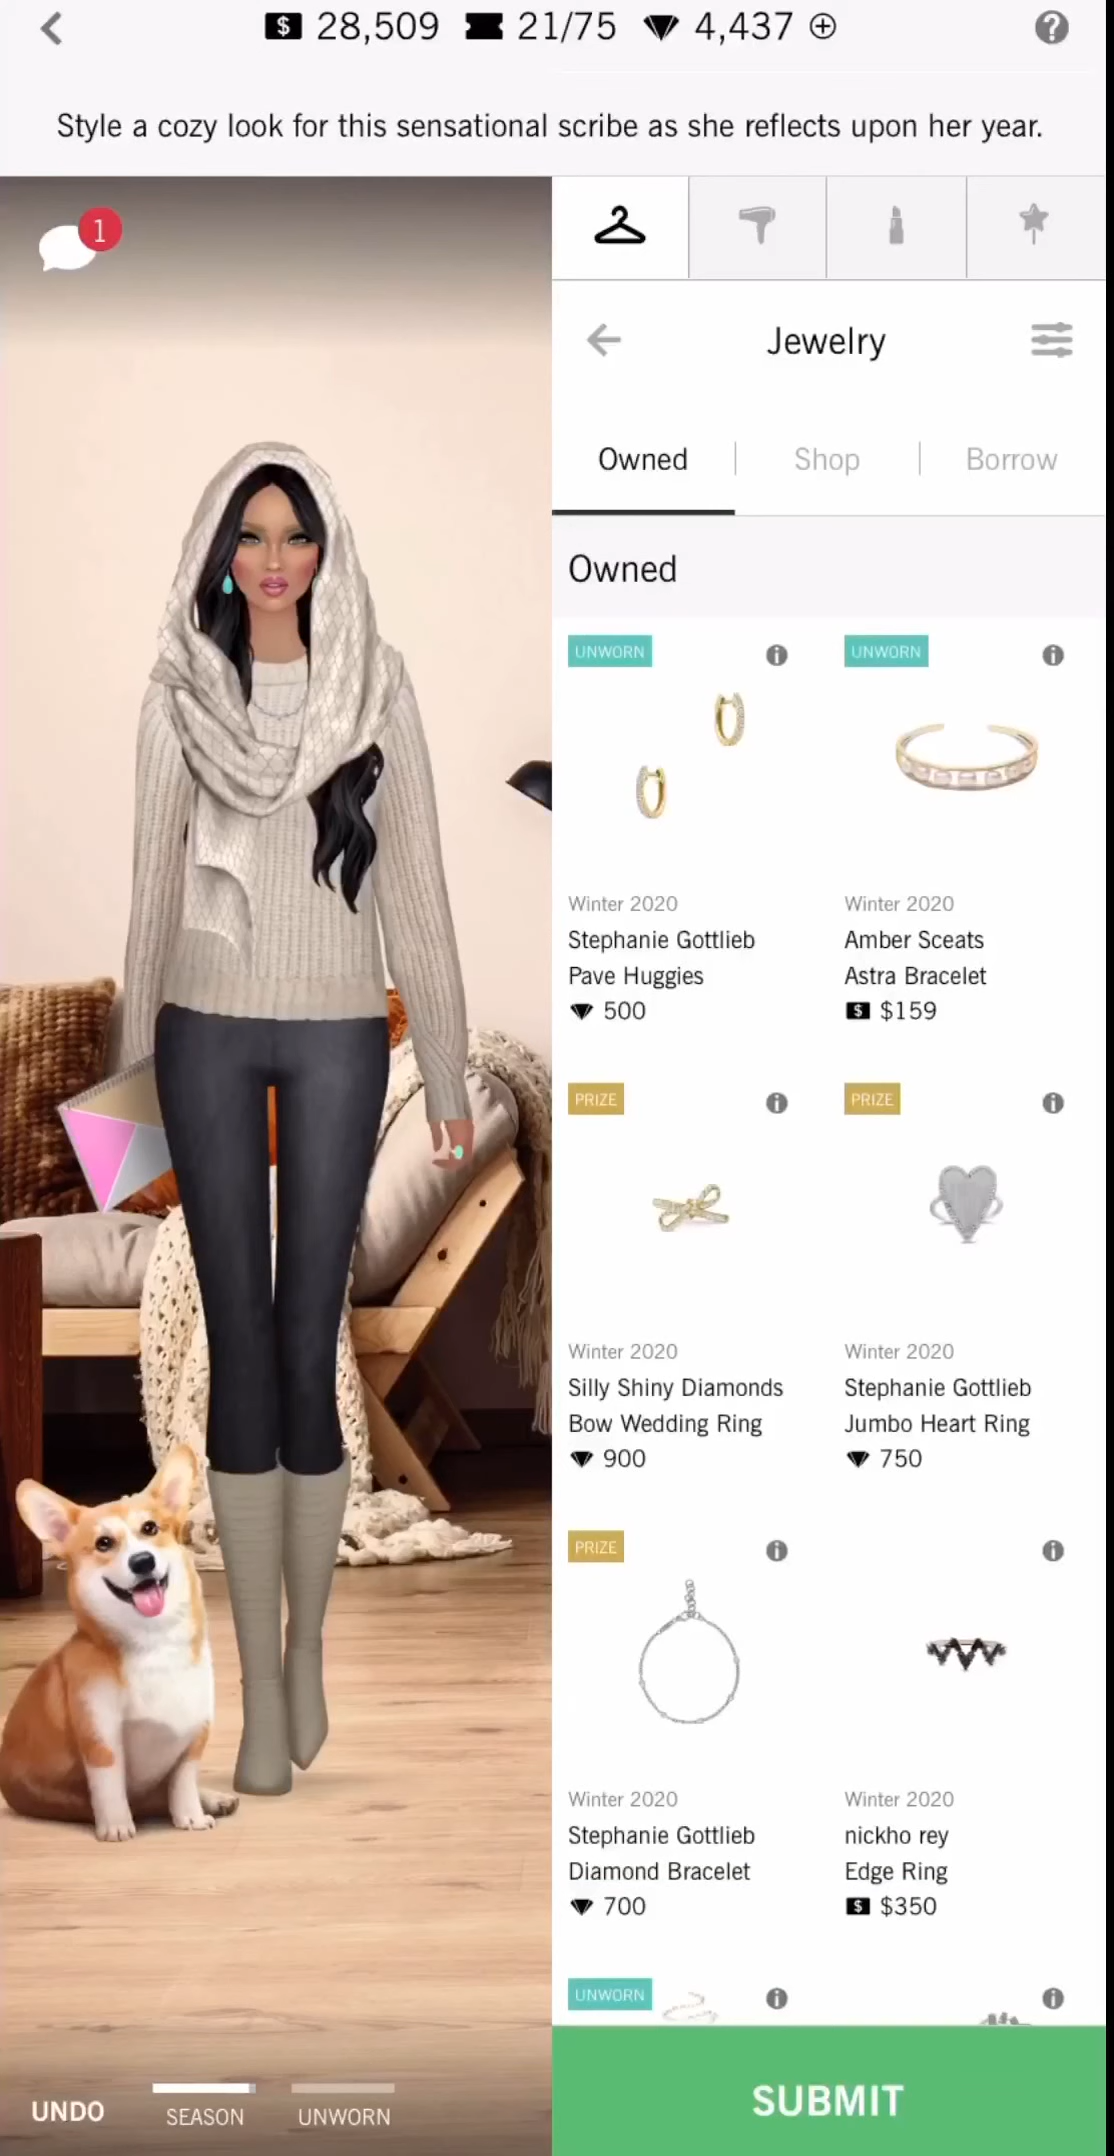 28,509 21/75 4,437
Style a cozy look for this sensational scribe as she reflects upon her year.
1
Jewelry
Owned Shop Borrow
Owned
UNWORN
Winter 2020
Stephanie Gottlieb
Pave Huggies
500
UNWORN
Winter 2020
Amber Sceats
Astra Bracelet
$ $159
PRIZE
Winter 2020
Silly Shiny Diamonds
Bow Wedding Ring
900
PRIZE
Winter 2020
Stephanie Gottlieb
Jumbo Heart Ring
750
PRIZE
Winter 2020
Stephanie Gottlieb
Diamond Bracelet
700
Winter 2020
nickho rey
Edge Ring
$ $350
UNWORN
UNDO
SEASON
UNWORN
SUBMIT